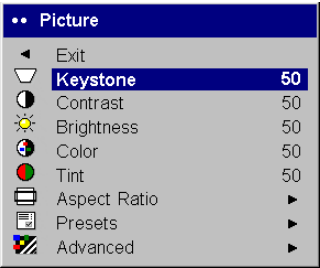 •• Picture
Exit
Keystone 50
Contrast 50
Brightness 50
Color 50
Tint 50
Aspect Ratio
Presets
Advanced